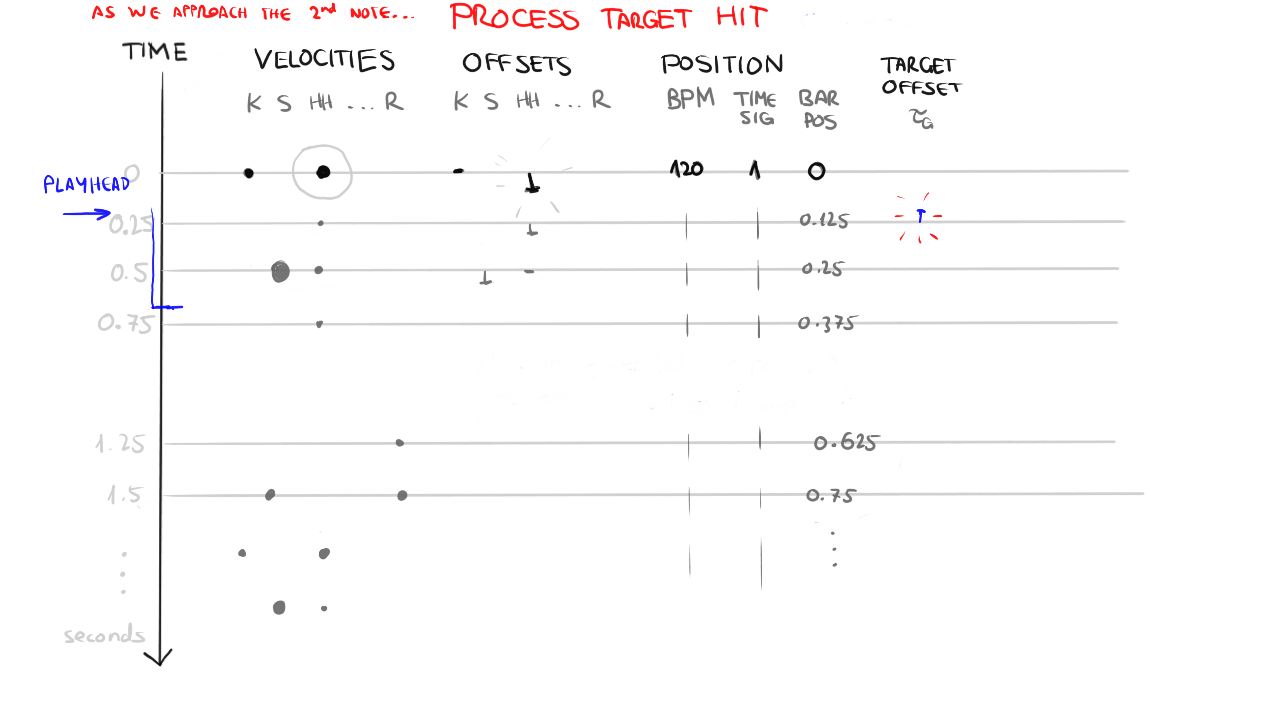 AS WE APPROACH THE 2nd NOTE... PROCESS TARGET HIT
TIME VELOCITIES OFFSETS POSITION TARGET OFFSET
K S HH ... R K S HH ... R BPM TIME SIG BAR POS τG
0 120 1 0
PLAYHEAD
0.25 0.125
0.5 0.25
0.75 0.375
1.25 0.625
1.5 0.75
seconds